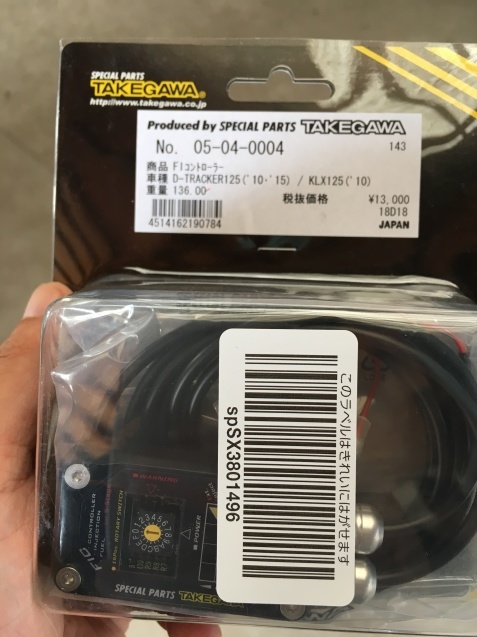 SPECIAL PARTS
TAKEGAWA®
http://www.takegawa.co.jp
Produced by SPECIAL PARTS TAKEGAWA
No. 05-04-0004
143
商品 FIコントローラー
車種 D-TRACKER125('10-'15) / KLX125('10)
重量 136.00
税抜価格 ¥13,000
18D18
4514162190784
JAPAN
このラベルはきれいにはがせます
spSX3801496
FUEL
INJECTION
CONTROLLER
FIC
ROTARY SWITCH
POWER
SPECIAL PARTS TAKEGAWA